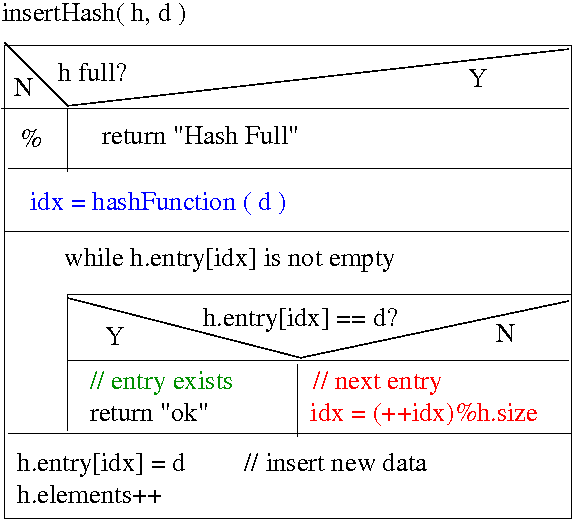 insertHash( h, d )
h full?
N
Y
%
return "Hash Full"
idx = hashFunction ( d )
while h.entry[idx] is not empty
h.entry[idx] == d?
Y
N
// entry exists
return "ok"
// next entry
idx = (++idx)%h.size
h.entry[idx] = d // insert new data
h.elements++